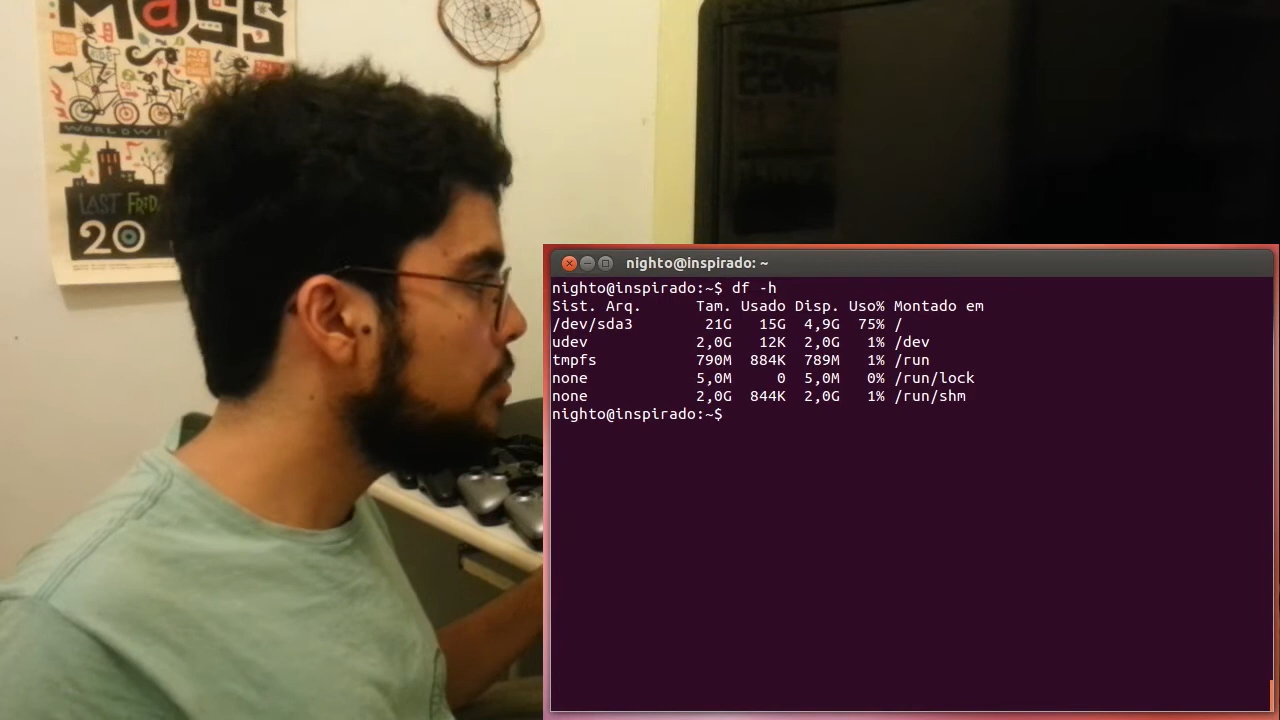 MaSS
WORLDWI
LAST FRID
20
nighto@inspirado: ~
nighto@inspirado:~$ df -h
Sist. Arq. Tam. Usado Disp. Uso% Montado em
/dev/sda3 21G 15G 4,9G 75% /
udev 2,0G 12K 2,0G 1% /dev
tmpfs 790M 884K 789M 1% /run
none 5,0M 0 5,0M 0% /run/lock
none 2,0G 844K 2,0G 1% /run/shm
nighto@inspirado:~$